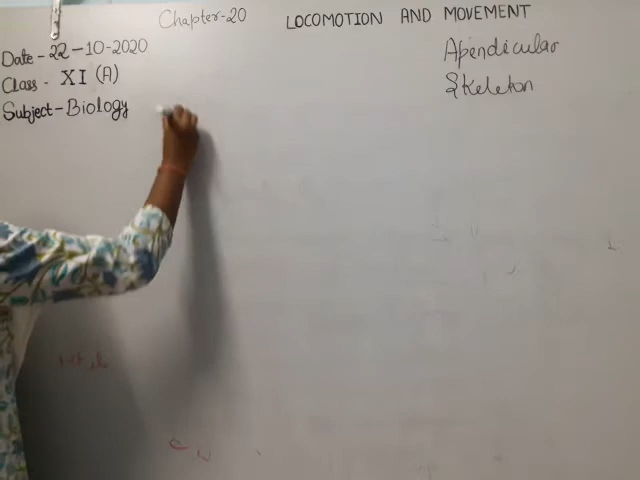 Chapter-20 LOCOMOTION AND MOVEMENT
Date - 22-10-2020
Class - XI (A)
Subject - Biology
Apendicular
Skeleton